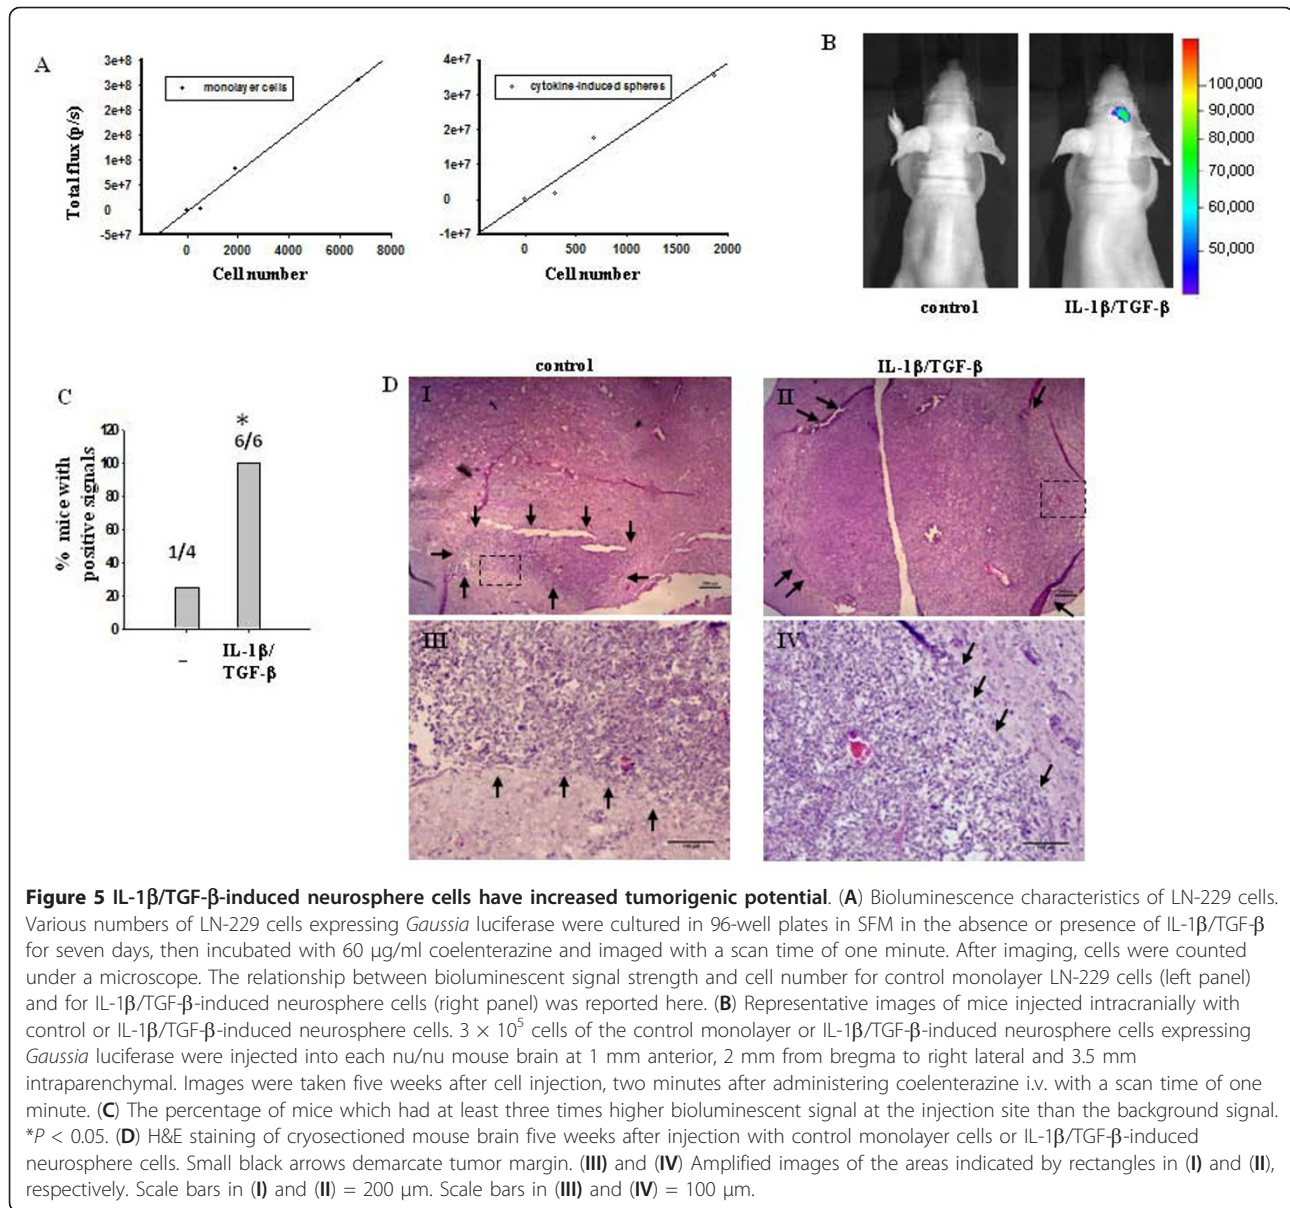 A
Total flux (p/s)
3e+8
3e+8
2e+8
2e+8
1e+8
5e+7
0
-5e+7
monolayer cells
0 2000 4000 6000 8000
Cell number
4e+7
3e+7
2e+7
1e+7
0
-1e+7
cytokine-induced spheres
0 500 1000 1500 2000
Cell number
B
control
IL-1β/TGF-β
100,000
90,000
80,000
70,000
60,000
50,000
C
% mice with
positive signals
120
100
80
60
40
20
0
1/4
*
6/6
–
IL-1β/
TGF-β
D
control
IL-1β/TGF-β
I
II
III
IV
Figure 5 IL-1β/TGF-β-induced neurosphere cells have increased tumorigenic potential. (A) Bioluminescence characteristics of LN-229 cells.
Various numbers of LN-229 cells expressing Gaussia luciferase were cultured in 96-well plates in SFM in the absence or presence of IL-1β/TGF-β
for seven days, then incubated with 60 μg/ml coelenterazine and imaged with a scan time of one minute. After imaging, cells were counted
under a microscope. The relationship between bioluminescent signal strength and cell number for control monolayer LN-229 cells (left panel)
and for IL-1β/TGF-β-induced neurosphere cells (right panel) was reported here. (B) Representative images of mice injected intracranially with
control or IL-1β/TGF-β-induced neurosphere cells. 3 × 10⁵ cells of the control monolayer or IL-1β/TGF-β-induced neurosphere cells expressing
Gaussia luciferase were injected into each nu/nu mouse brain at 1 mm anterior, 2 mm from bregma to right lateral and 3.5 mm
intraparenchymal. Images were taken five weeks after cell injection, two minutes after administering coelenterazine i.v. with a scan time of one
minute. (C) The percentage of mice which had at least three times higher bioluminescent signal at the injection site than the background signal.
*P < 0.05. (D) H&E staining of cryosectioned mouse brain five weeks after injection with control monolayer cells or IL-1β/TGF-β-induced
neurosphere cells. Small black arrows demarcate tumor margin. (III) and (IV) Amplified images of the areas indicated by rectangles in (I) and (II),
respectively. Scale bars in (I) and (II) = 200 μm. Scale bars in (III) and (IV) = 100 μm.